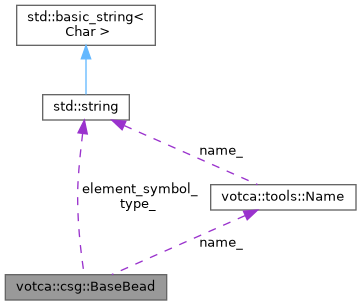 std::basic_string<
Char >
std::string
name_
element_symbol_
type_
votca::tools::Name
name_
votca::csg::BaseBead